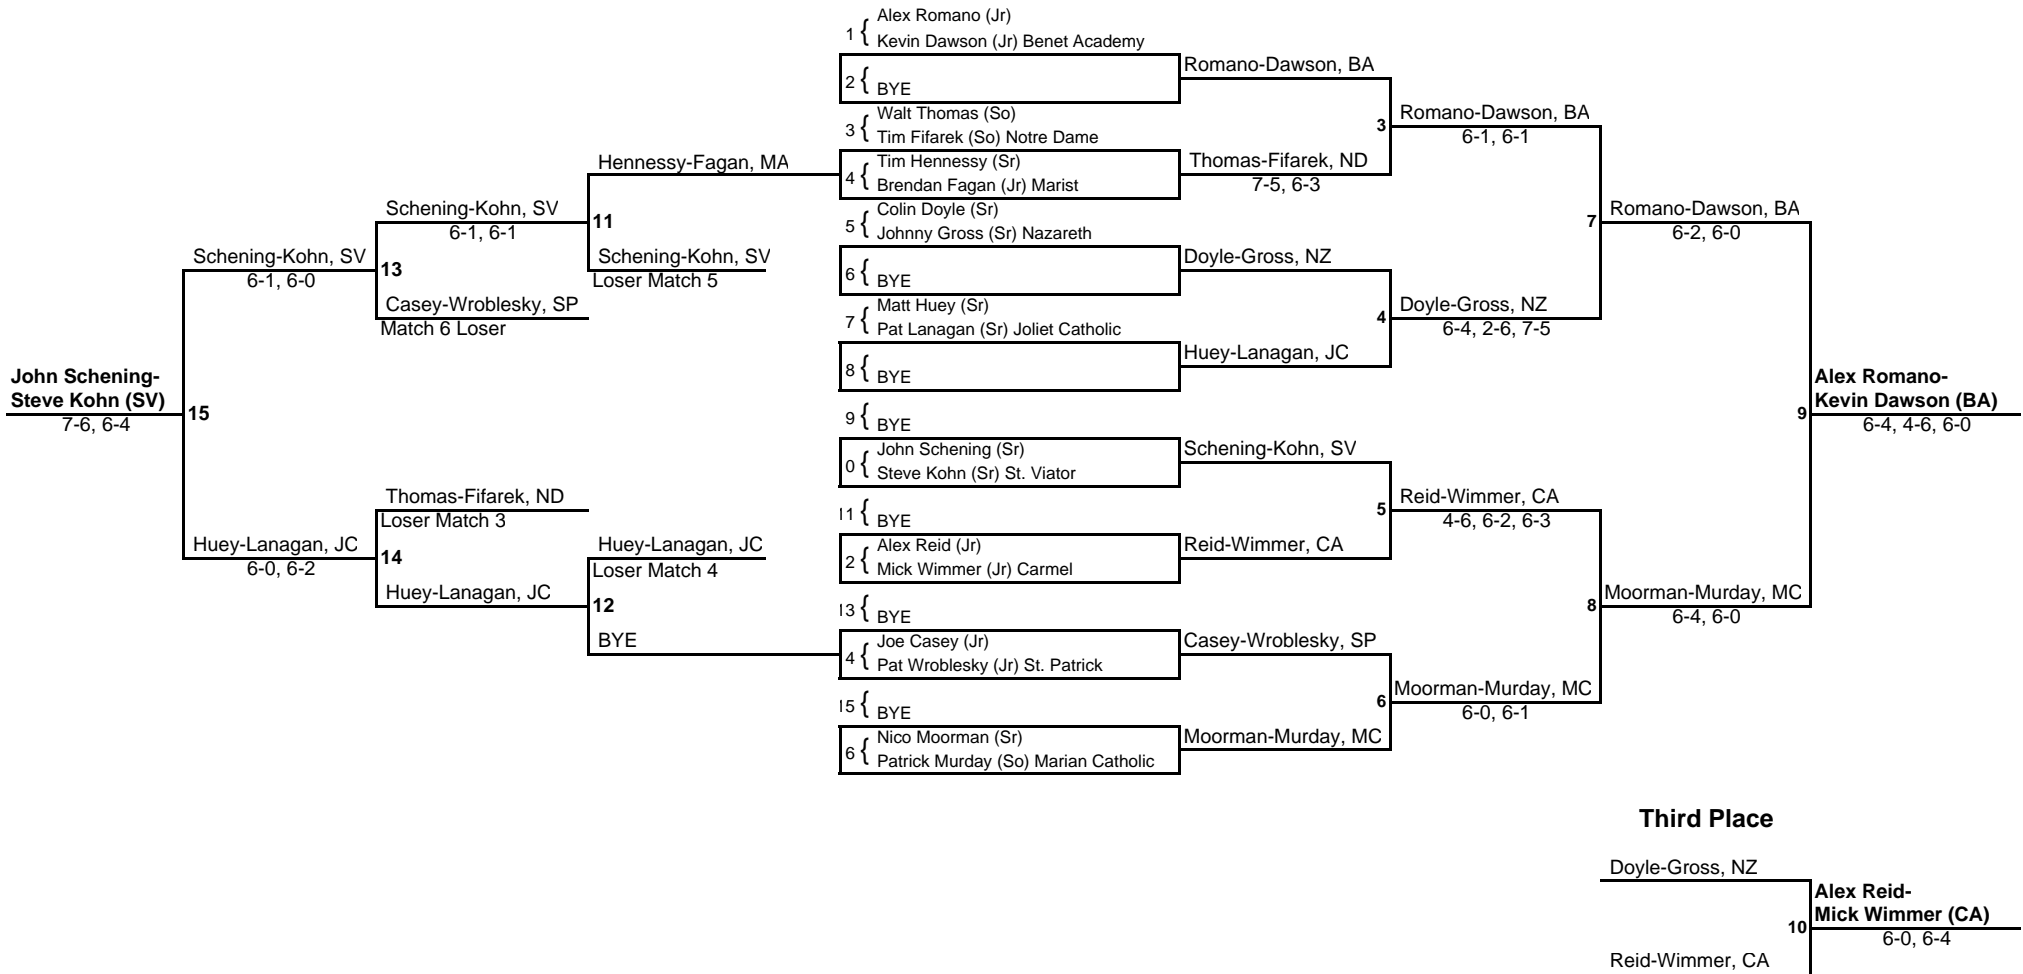 Alex Romano (Jr)
1 { Kevin Dawson (Jr) Benet Academy
2 { BYE
Walt Thomas (So)
3 { Tim Fifarek (So) Notre Dame
Tim Hennessy (Sr)
4 { Brendan Fagan (Jr) Marist
Colin Doyle (Sr)
5 { Johnny Gross (Sr) Nazareth
6 { BYE
Matt Huey (Sr)
7 { Pat Lanagan (Sr) Joliet Catholic
8 { BYE
9 { BYE
John Schening (Sr)
0 { Steve Kohn (Sr) St. Viator
11 { BYE
Alex Reid (Jr)
2 { Mick Wimmer (Jr) Carmel
13 { BYE
Joe Casey (Jr)
4 { Pat Wroblesky (Jr) St. Patrick
15 { BYE
Nico Moorman (Sr)
6 { Patrick Murday (So) Marian Catholic
Romano-Dawson, BA
3
Thomas-Fifarek, ND
7-5, 6-3
Doyle-Gross, NZ
4
Huey-Lanagan, JC
Schening-Kohn, SV
5
Reid-Wimmer, CA
Casey-Wroblesky, SP
6
Moorman-Murday, MC
Romano-Dawson, BA
6-1, 6-1
7
Doyle-Gross, NZ
6-4, 2-6, 7-5
Reid-Wimmer, CA
4-6, 6-2, 6-3
8
Moorman-Murday, MC
6-0, 6-1
Romano-Dawson, BA
6-2, 6-0
9
Moorman-Murday, MC
6-4, 6-0
Alex Romano-
Kevin Dawson (BA)
6-4, 4-6, 6-0
Hennessy-Fagan, MA
11
Schening-Kohn, SV
Loser Match 5
Huey-Lanagan, JC
Loser Match 4
12
BYE
Schening-Kohn, SV
6-1, 6-1
13
Casey-Wroblesky, SP
Match 6 Loser
Thomas-Fifarek, ND
Loser Match 3
14
Huey-Lanagan, JC
Schening-Kohn, SV
6-1, 6-0
15
Huey-Lanagan, JC
6-0, 6-2
John Schening-
Steve Kohn (SV)
7-6, 6-4
Third Place
Doyle-Gross, NZ
10
Reid-Wimmer, CA
Alex Reid-
Mick Wimmer (CA)
6-0, 6-4